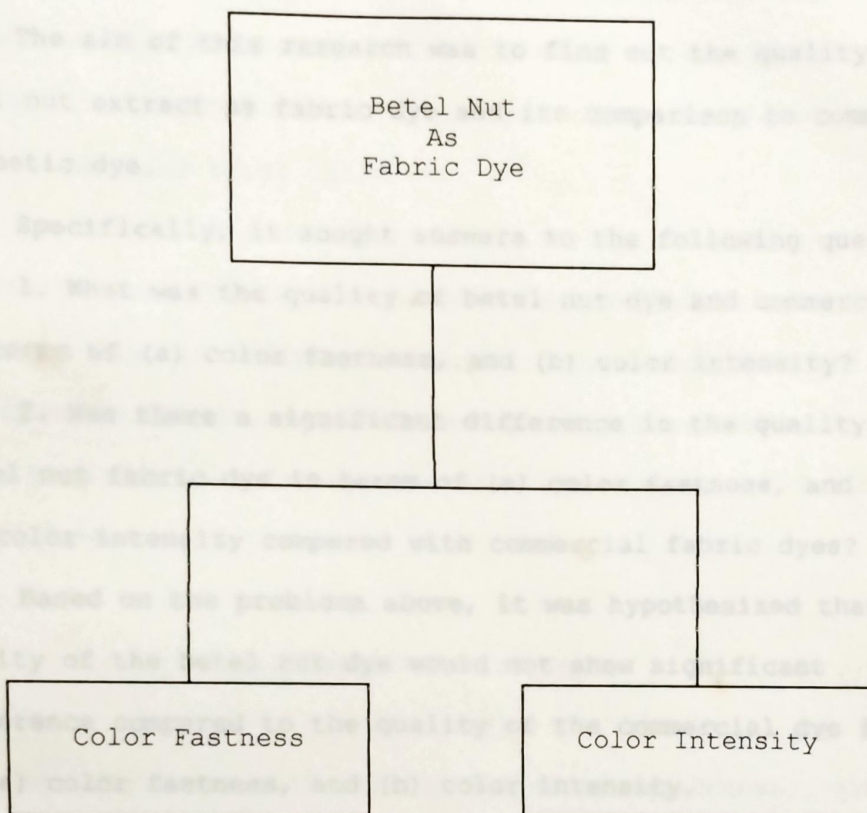 The aim of this research was to find out the quality
nut extract as fabric dye and its comparison to
dye
Specifically, it sought answers to the following
1. What was the quality of betel nut dye and
of (a) color fastness, and (b) color intensity?
2. Was there a significant difference in the quality
nut fabric dye in terms of (a) color fastness, and
color intensity compared with commercial fabric dyes?
Based on the problems above, it was hypothesized
of the betel nut dye would not show significant
compared to the quality of the commercial dye
color fastness, and (b) color intensity.
Betel Nut
As
Fabric Dye
Color Fastness
Color Intensity